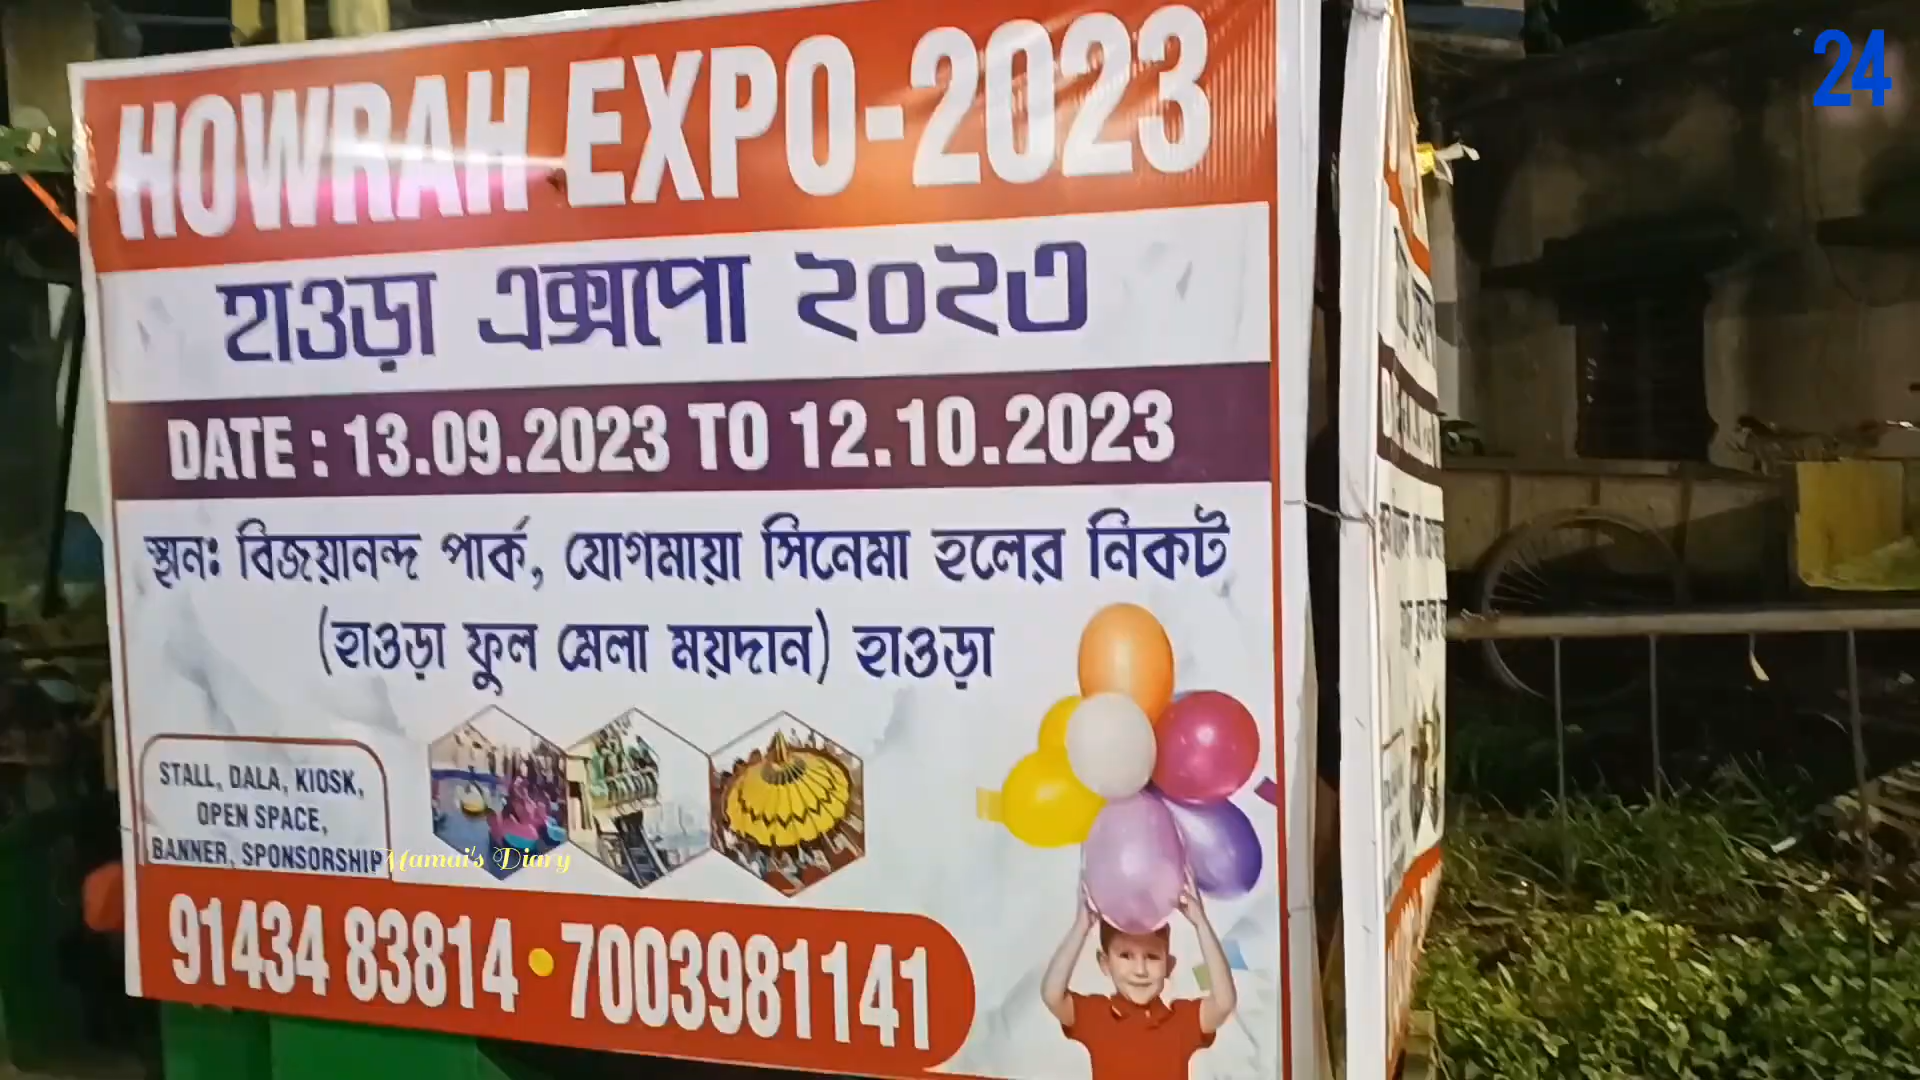 24
HOWRAH EXPO-2023
হাওড়া এক্সপো ২০২৩
DATE : 13.09.2023 TO 12.10.2023
স্থান: বিজয়ানন্দ পার্ক, যোগমায়া সিনেমা হলের নিকট
(হাওড়া ফুল মেলা ময়দান) হাওড়া
STALL, DALA, KIOSK,
OPEN SPACE,
BANNER, SPONSORSHIP
Mamai's Diary
91434 83814 • 7003981141